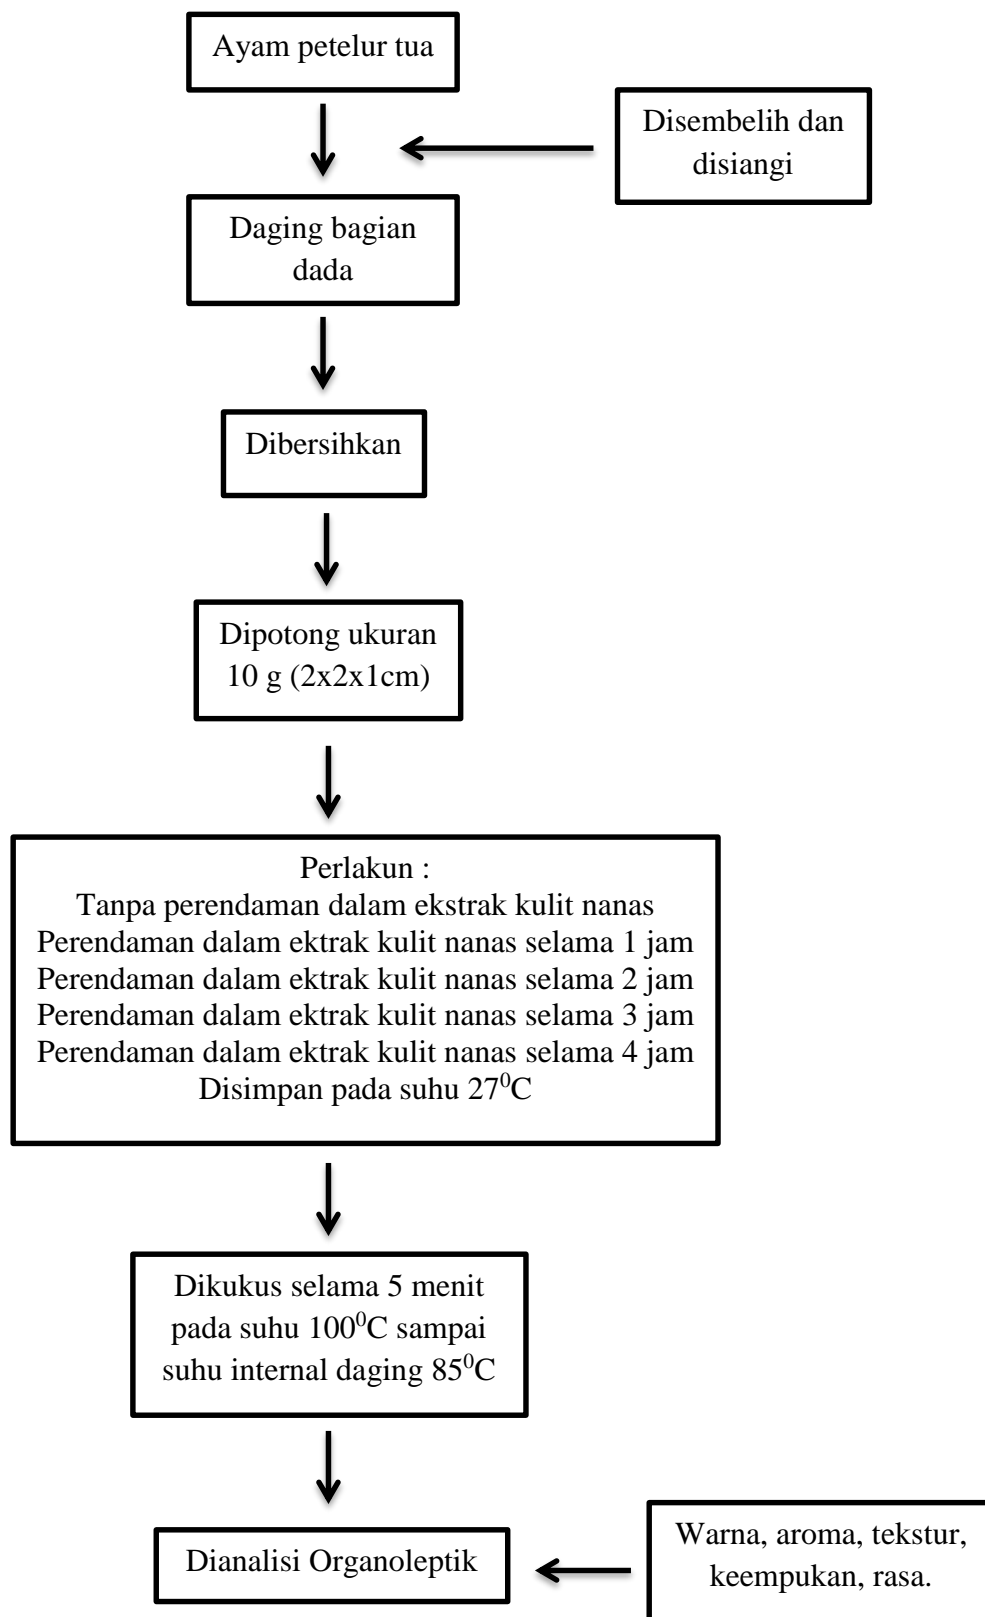 Ayam petelur tua
Disembelih dan
disiangi
Daging bagian
dada
Dibersihkan
Dipotong ukuran
10 g (2x2x1cm)
Perlakun :
Tanpa perendaman dalam ekstrak kulit nanas
Perendaman dalam ektrak kulit nanas selama 1 jam
Perendaman dalam ektrak kulit nanas selama 2 jam
Perendaman dalam ektrak kulit nanas selama 3 jam
Perendaman dalam ektrak kulit nanas selama 4 jam
Disimpan pada suhu 27⁰C
Dikukus selama 5 menit
pada suhu 100⁰C sampai
suhu internal daging 85⁰C
Dianalisi Organoleptik
Warna, aroma, tekstur,
keempukan, rasa.